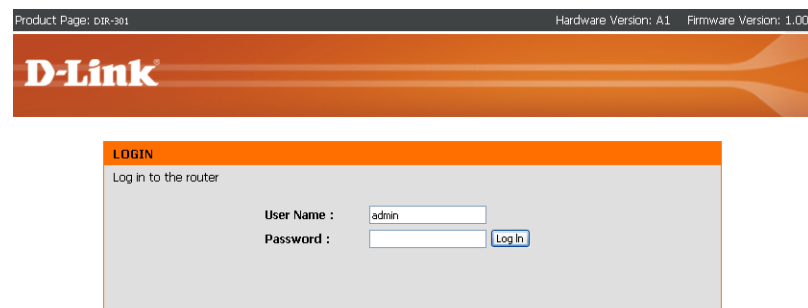 Product Page: DIR-301 Hardware Version: A1 Firmware Version: 1.00
D-Link®
LOGIN
Log in to the router
User Name : admin
Password : Log In